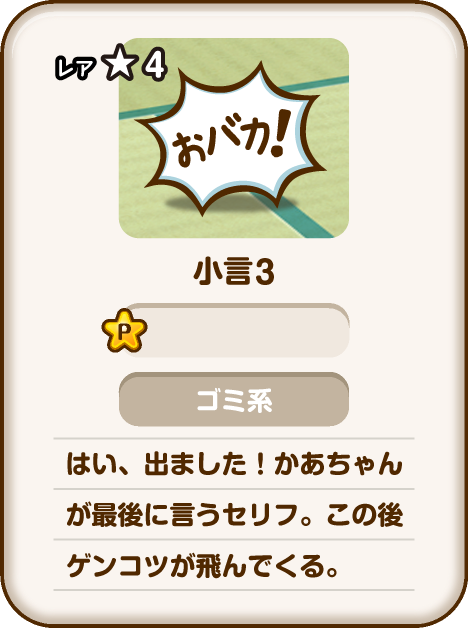 レア★4
おバカ!
小言3
P
ゴミ系
はい、出ました！かあちゃん
が最後に言うセリフ。この後
ゲンコツが飛んでくる。